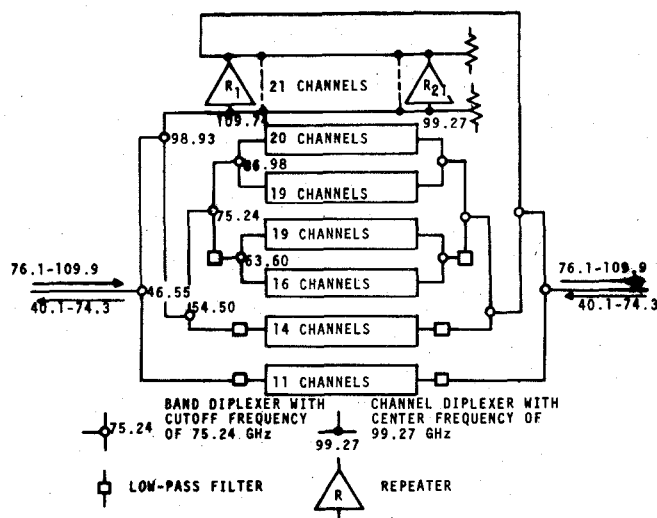 R1
21 CHANNELS
R21
109.74
99.27
98.93
20 CHANNELS
86.98
19 CHANNELS
75.24
19 CHANNELS
76.1-109.9
63.60
76.1-109.9
46.55
16 CHANNELS
40.1-74.3
54.50
40.1-74.3
14 CHANNELS
11 CHANNELS
75.24
BAND DIPLEXER WITH
CUTOFF FREQUENCY
OF 75.24 GHz
99.27
CHANNEL DIPLEXER WITH
CENTER FREQUENCY OF
99.27 GHz
LOW-PASS FILTER
R
REPEATER